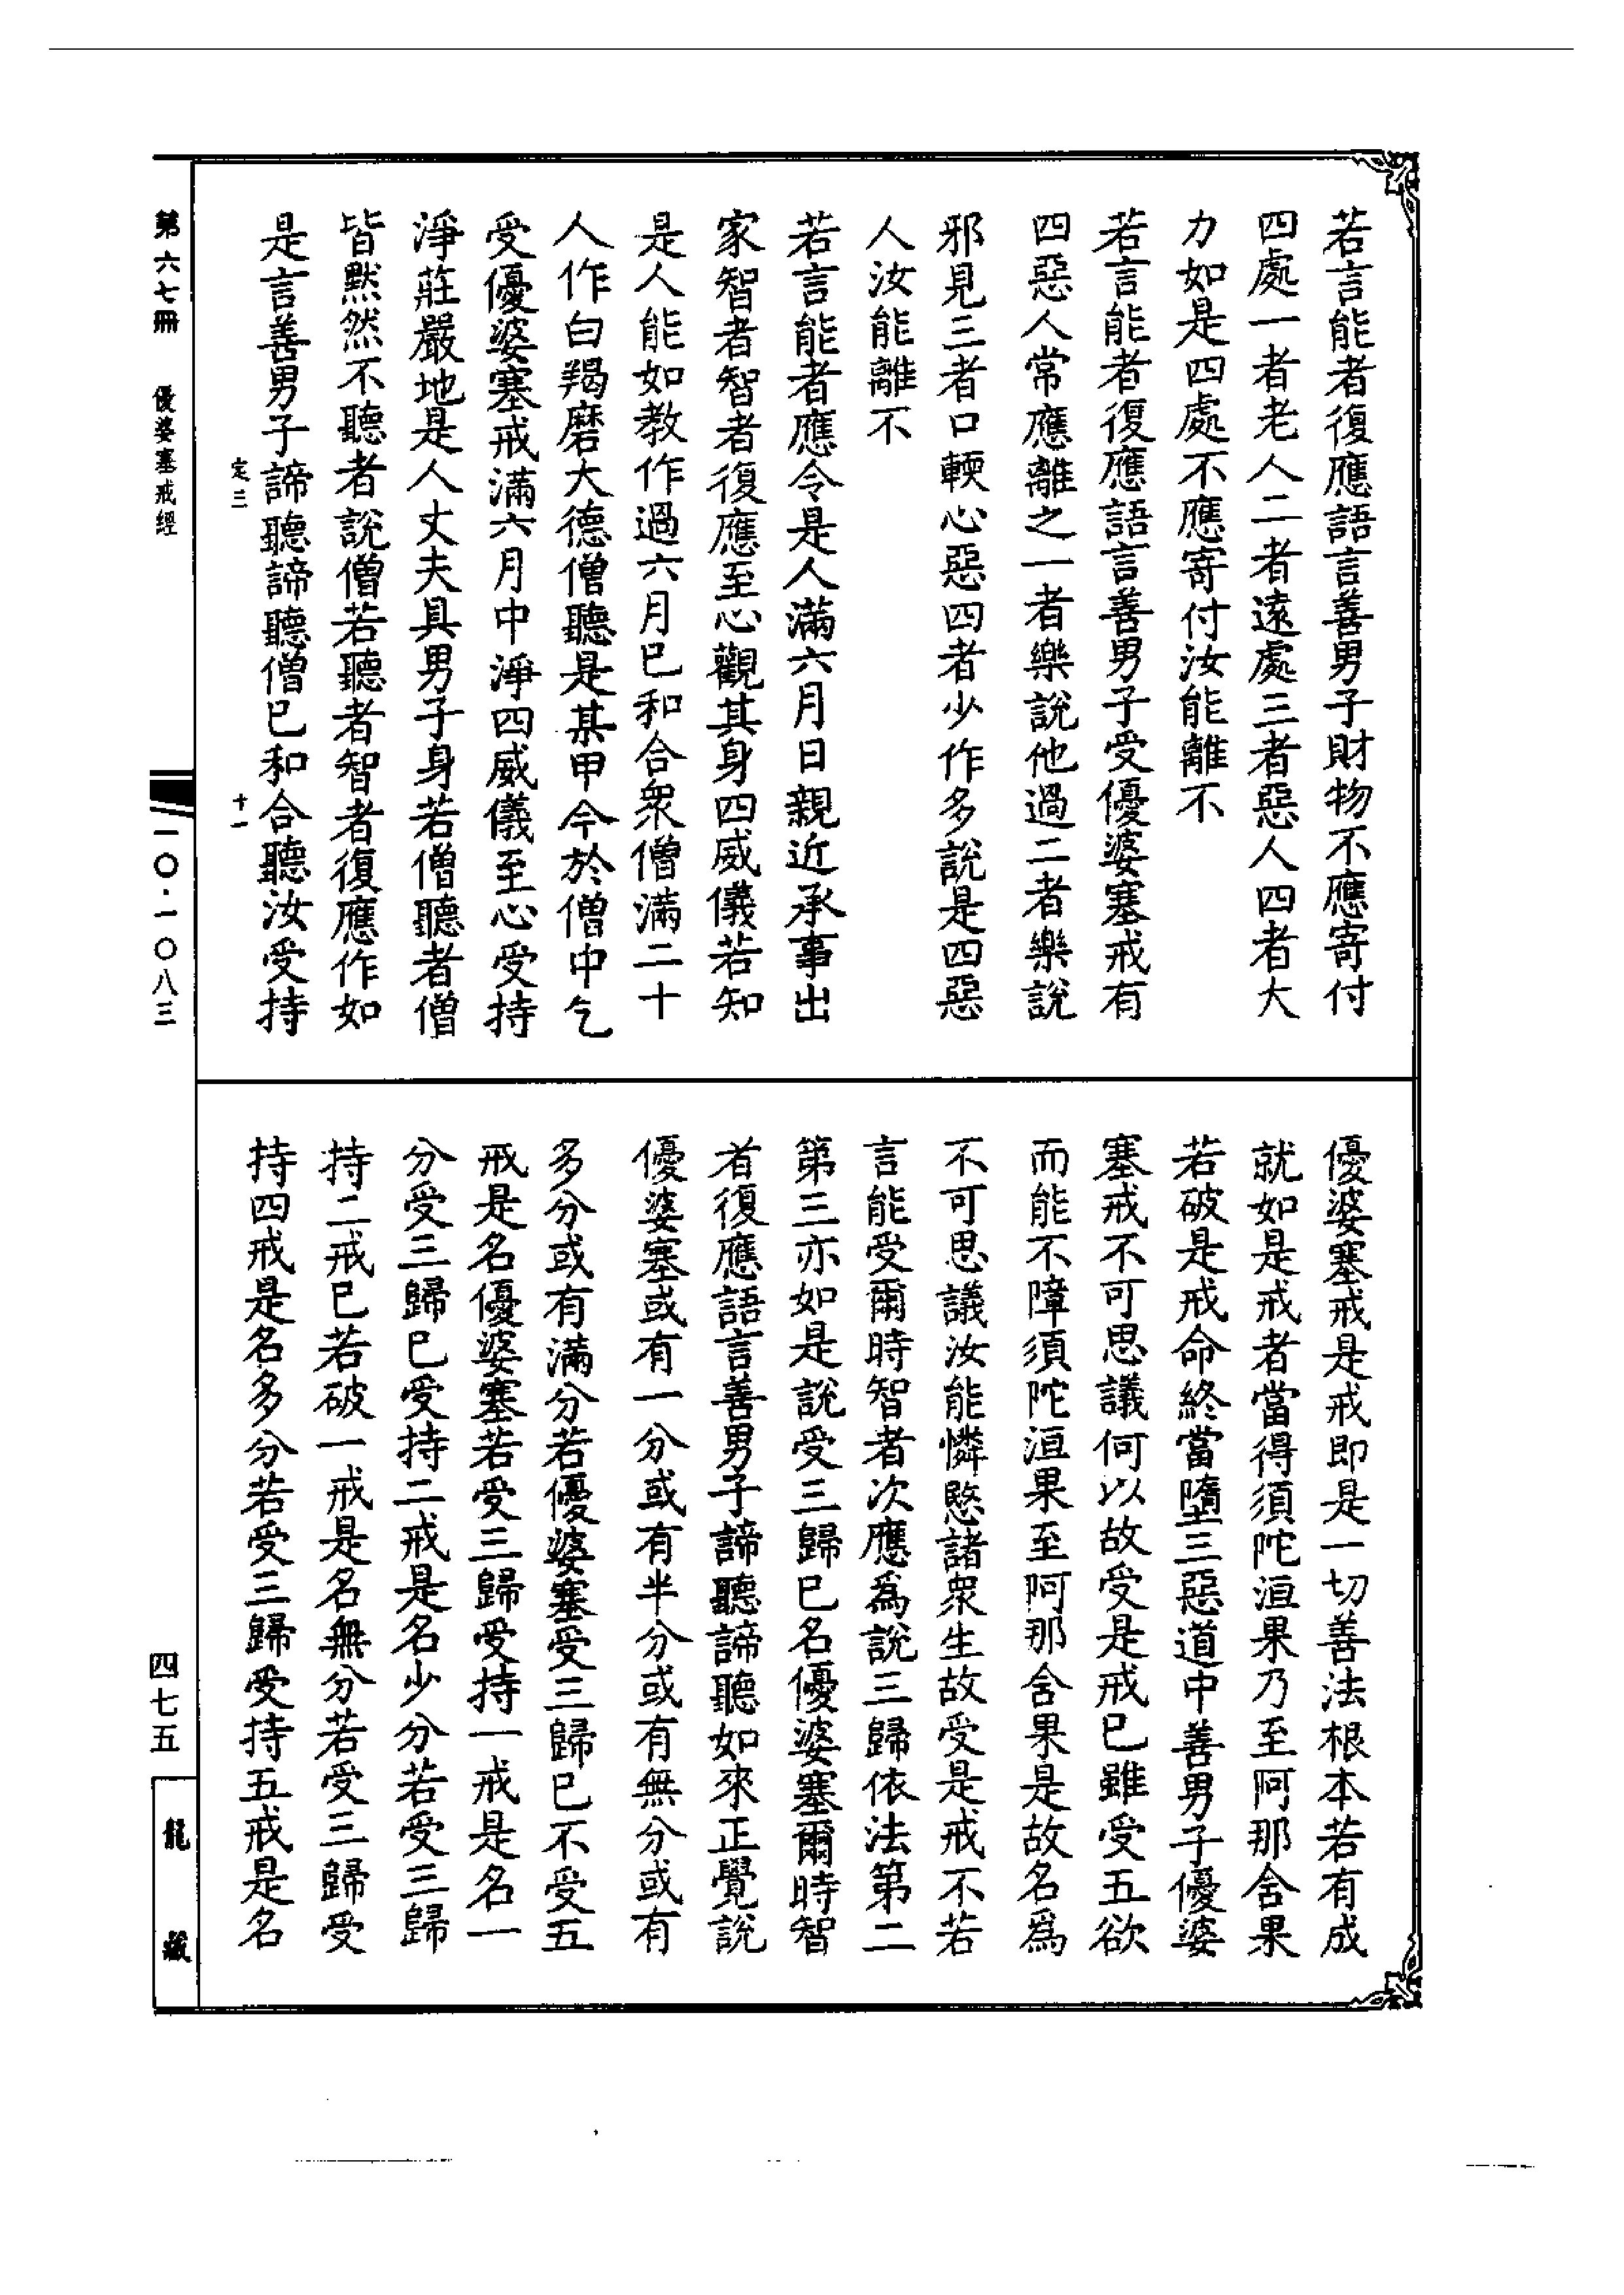 若言能者復應語言善男子財物不應寄付
四處一者老人二者遠處三者惡人四者大
力如是四處不應寄付汝能離不
若言能者復應語言善男子受優婆塞戒有
四惡人常應離之一者樂說他過二者樂說
邪見三者口輭心惡四者少作多說是四惡
人汝能離不
若言能者應令是人滿六月日親近承事出
家智者智者復應至心觀其身四威儀若知
是人能如教作過六月巳和合衆僧滿二十
人作白羯磨大德僧聽是某甲今於僧中乞
受優婆塞戒滿六月中淨四威儀至心受持
淨莊嚴地是人丈夫具男子身若僧聽者僧
皆默然不聽者說僧若聽者智者復應作如
是言善男子諦聽諦聽僧巳和合聽汝受持
定三
十一
優婆塞戒是戒即是一切善法根本若有成
就如是戒者當得須陀洹果乃至阿那含果
若破是戒命終當墮三惡道中善男子優婆
塞戒不可思議何以故受是戒巳雖受五欲
而能不障須陀洹果至阿那含果是故名爲
不可思議汝能憐愍諸衆生故受是戒不若
言能受爾時智者次應爲說三歸依法第二
第三亦如是說受三歸巳名優婆塞爾時智
者復應語言善男子諦聽諦聽如來正覺說
優婆塞或有一分或有半分或有無分或有
多分或有滿分若優婆塞受三歸巳不受五
戒是名優婆塞若受三歸受持一戒是名一
分受三歸巳受持二戒是名少分若受三歸
持二戒巳若破一戒是名無分若受三歸受
持四戒是名多分若受三歸受持五戒是名
第六七冊 優婆塞戒經
一〇·一〇八三
四七五
龍藏